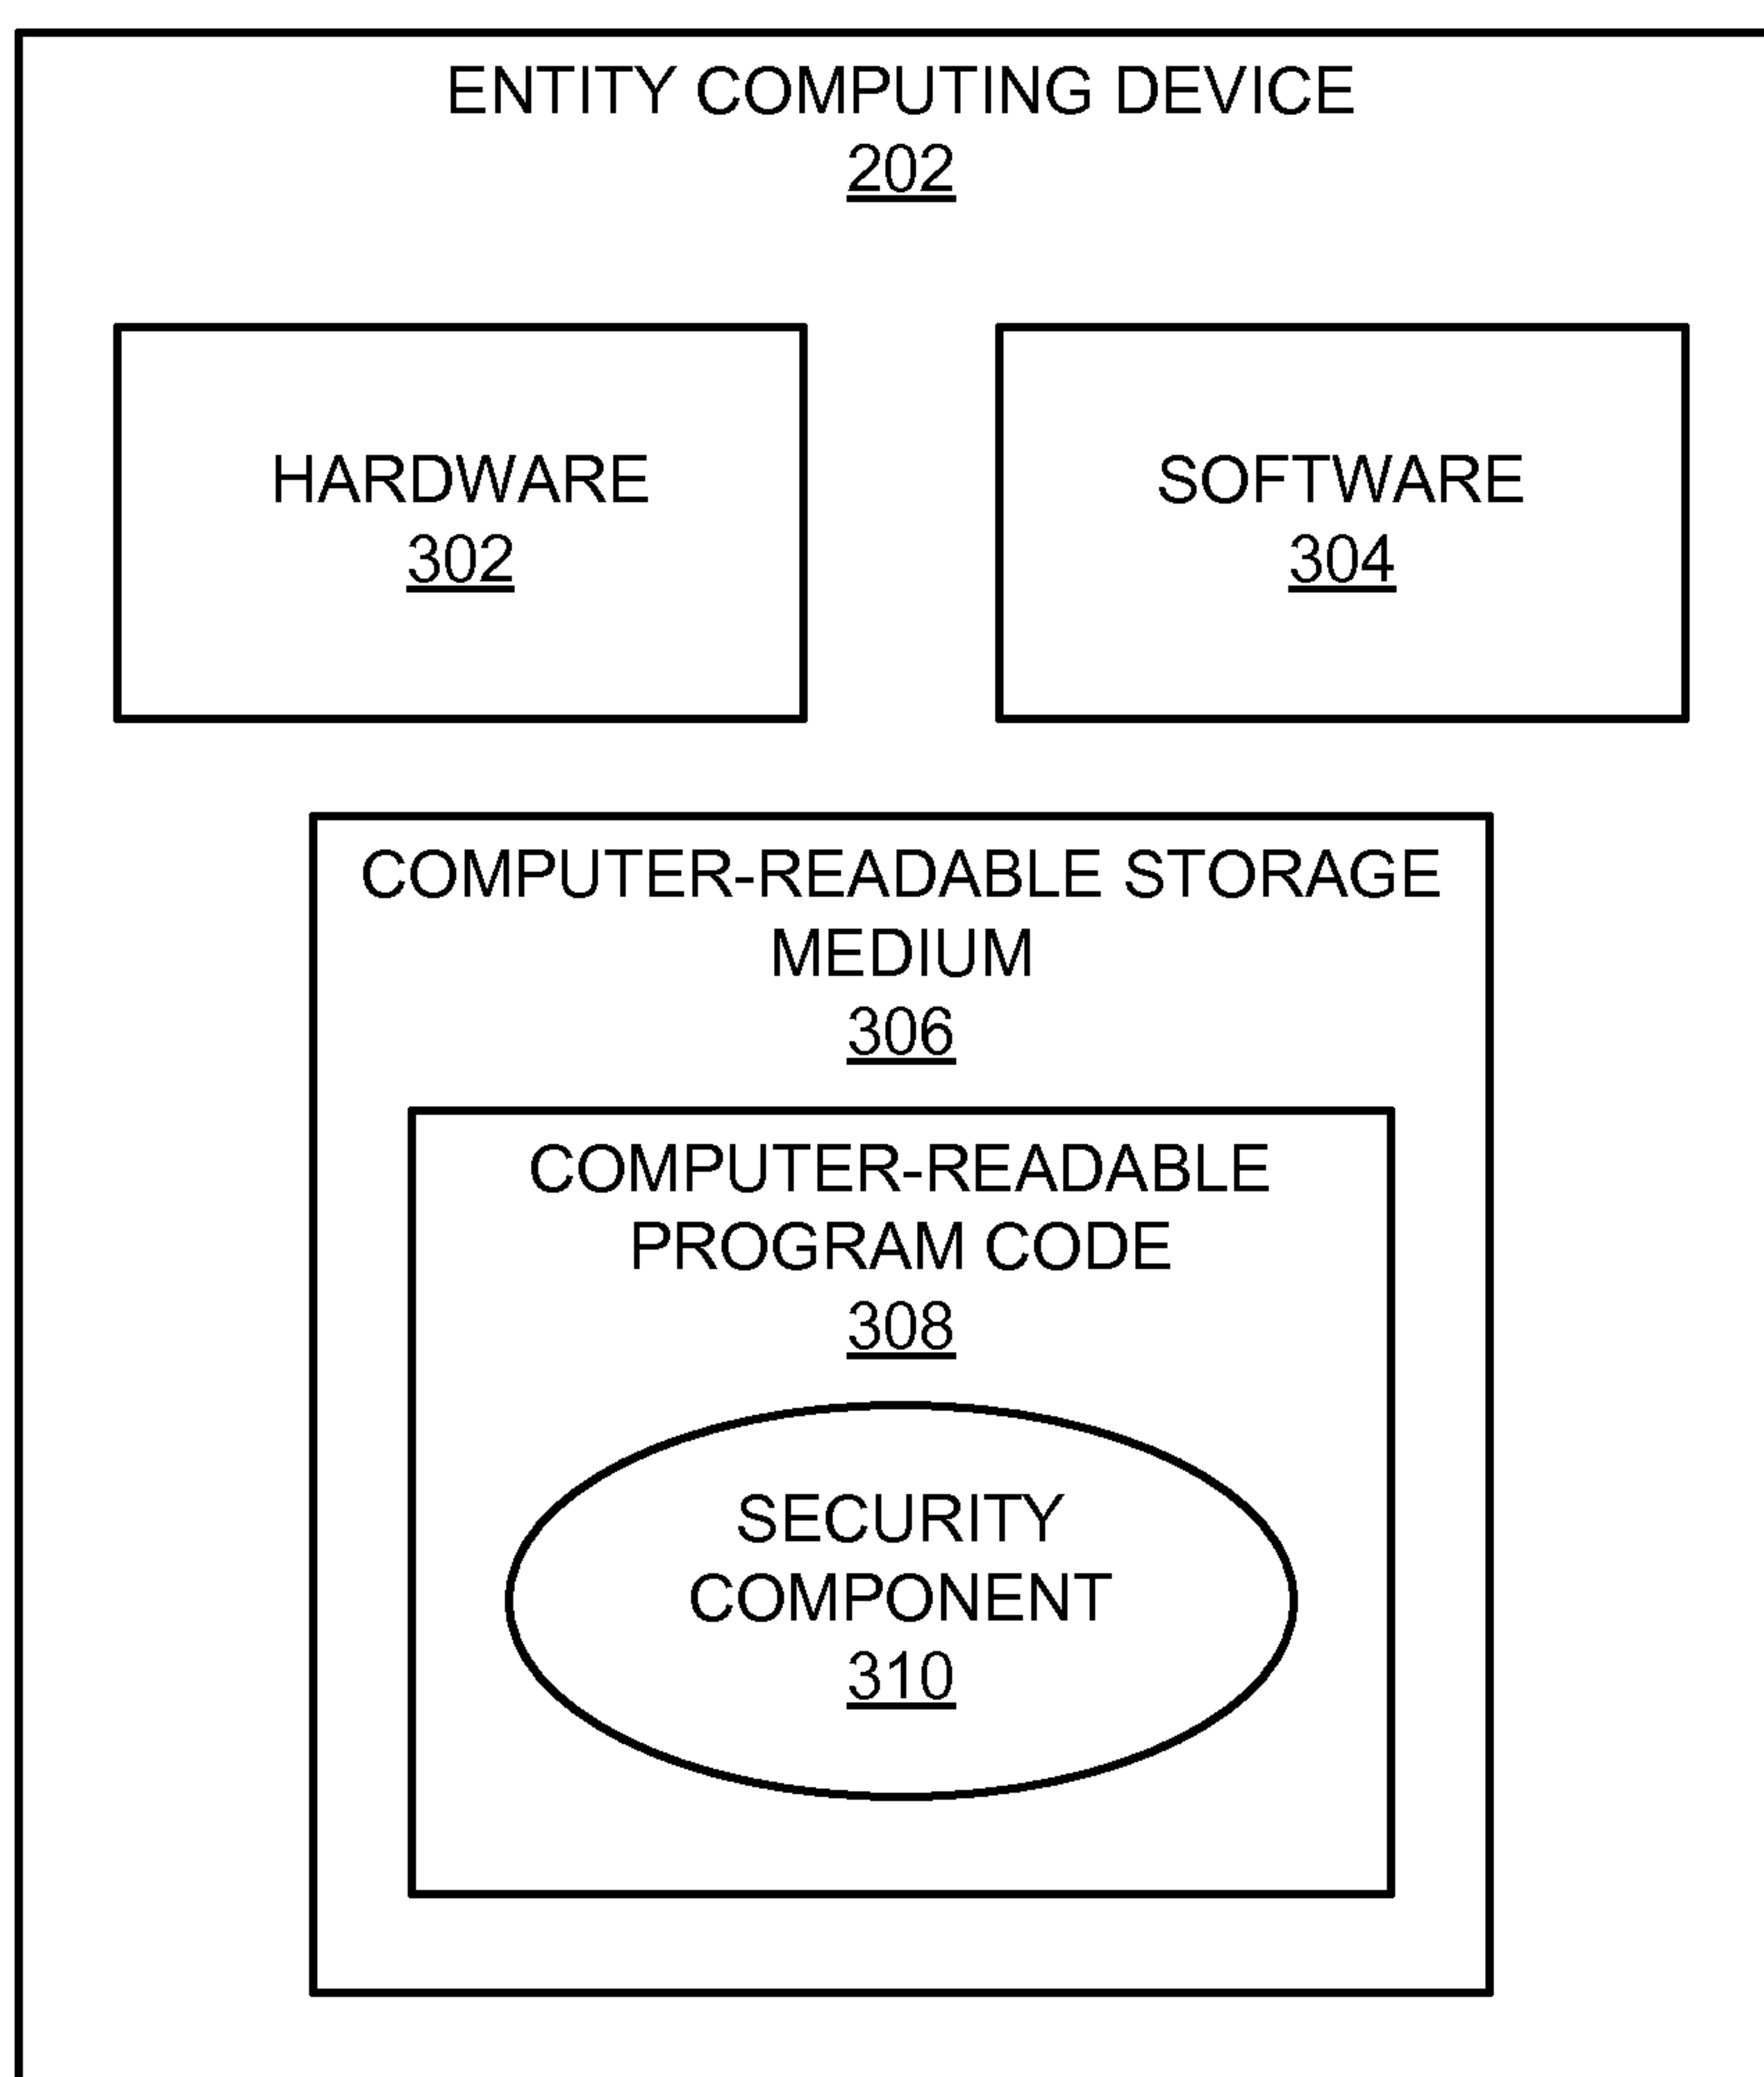 ENTITY COMPUTING DEVICE
202
HARDWARE
302
SOFTWARE
304
COMPUTER-READABLE STORAGE
MEDIUM
306
COMPUTER-READABLE
PROGRAM CODE
308
SECURITY
COMPONENT
310